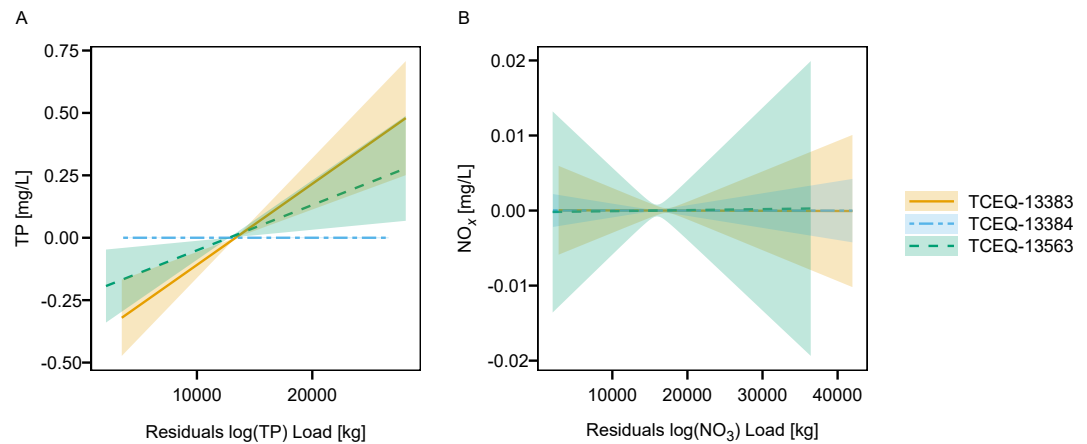 A
TP [mg/L]
0.75
0.50
0.25
0.00
-0.25
-0.50
10000
20000
Residuals log(TP) Load [kg]
B
NOx [mg/L]
0.02
0.01
0.00
-0.01
-0.02
10000
20000
30000
40000
Residuals log(NO3) Load [kg]
TCEQ-13383
TCEQ-13384
TCEQ-13563